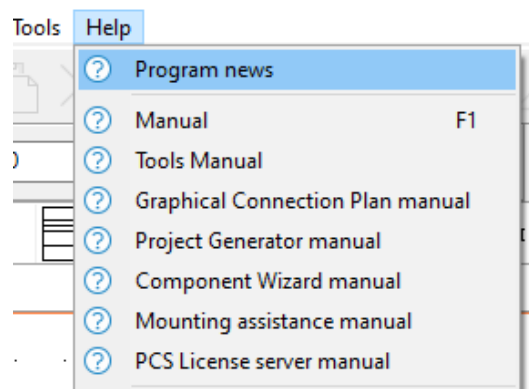 Tools Help
Program news
Manual F1
Tools Manual
Graphical Connection Plan manual
Project Generator manual
Component Wizard manual
Mounting assistance manual
PCS License server manual